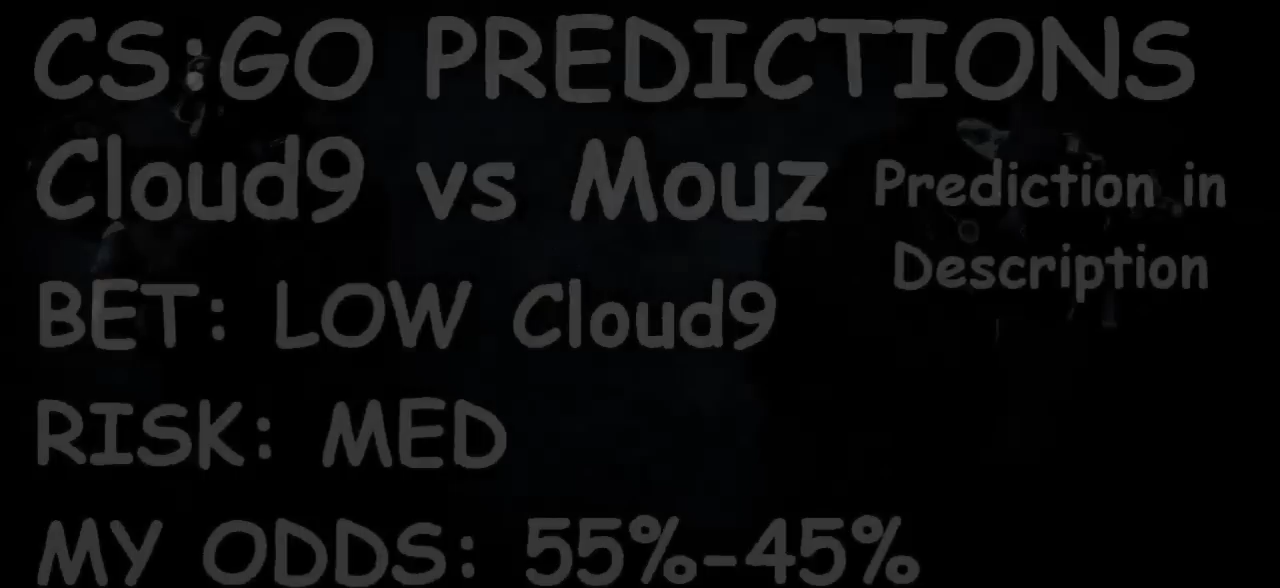 CS:GO PREDICTIONS
Cloud9 vs Mouz
Prediction in
Description
BET: LOW Cloud9
RISK: MED
MY ODDS: 55%-45%